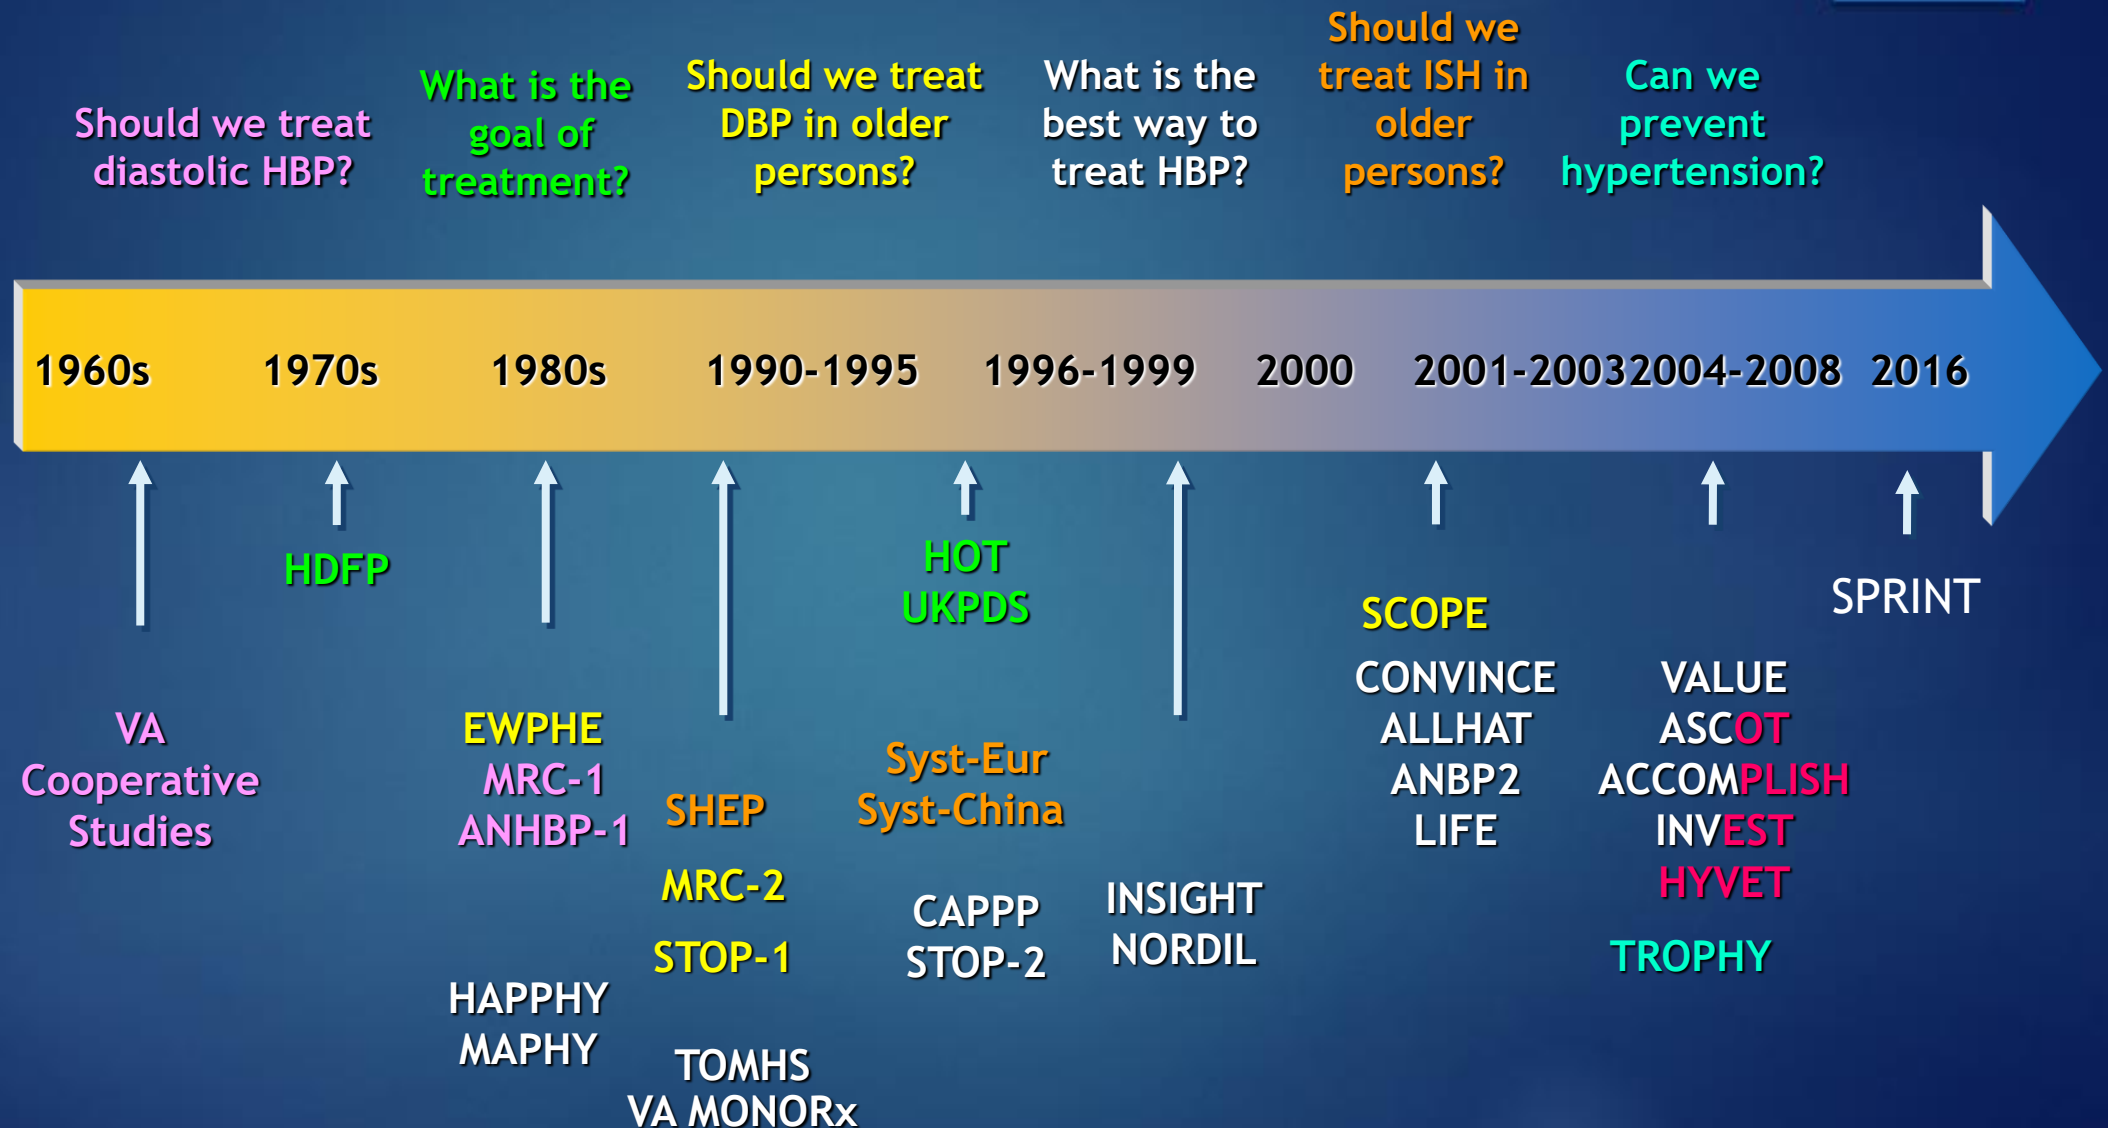 Should we treat
diastolic HBP?
What is the
goal of
treatment?
Should we treat
DBP in older
persons?
What is the
best way to
treat HBP?
Should we
treat ISH in
older
persons?
Can we
prevent
hypertension?
1960s 1970s 1980s 1990-1995 1996-1999 2000 2001-2003 2004-2008 2016
VA
Cooperative
Studies
HDFP
EWPHE
MRC-1
ANHBP-1
HAPPHY
MAPHY
SHEP
MRC-2
STOP-1
TOMHS
VA MONORx
HOT
UKPDS
Syst-Eur
Syst-China
CAPPP
STOP-2
INSIGHT
NORDIL
SCOPE
CONVINCE
ALLHAT
ANBP2
LIFE
VALUE
ASCOT
ACCOMPLISH
INVEST
HYVET
TROPHY
SPRINT